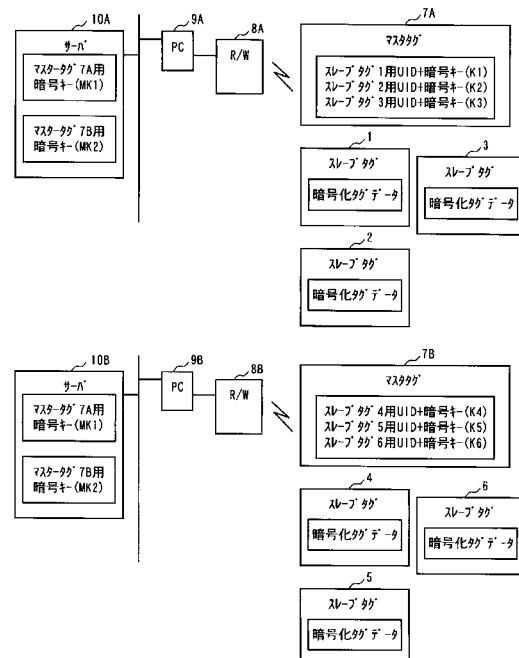 10A
サーバ
マスタータグ7A用
暗号キー(MK1)
マスタータグ7B用
暗号キー(MK2)
9A
PC
8A
R/W
7A
マスタタグ
スレーブタグ1用UID+暗号キー(K1)
スレーブタグ2用UID+暗号キー(K2)
スレーブタグ3用UID+暗号キー(K3)
1
スレーブタグ
暗号化タグデータ
3
スレーブタグ
暗号化タグデータ
2
スレーブタグ
暗号化タグデータ
10B
サーバ
マスタータグ7A用
暗号キー(MK1)
マスタータグ7B用
暗号キー(MK2)
9B
PC
8B
R/W
7B
マスタタグ
スレーブタグ4用UID+暗号キー(K4)
スレーブタグ5用UID+暗号キー(K5)
スレーブタグ6用UID+暗号キー(K6)
4
スレーブタグ
暗号化タグデータ
6
スレーブタグ
暗号化タグデータ
5
スレーブタグ
暗号化タグデータ